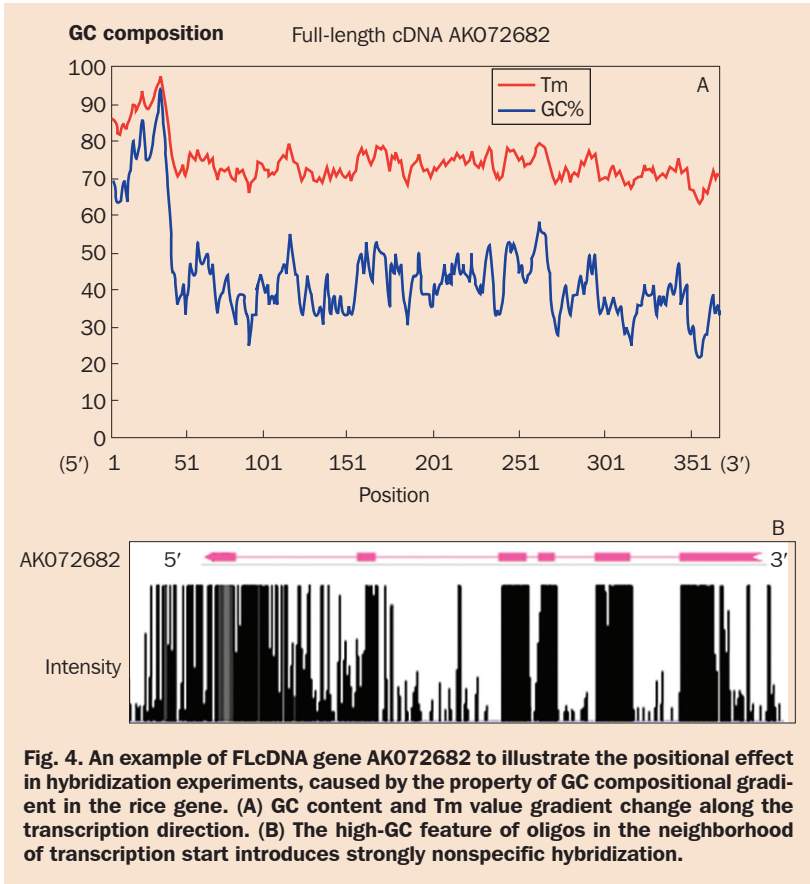 GC composition
Full-length cDNA AK072682
100
90
80
70
60
50
40
30
20
10
0
Tm
GC%
A
(5′) 1 51 101 151 201 251 301 351 (3′)
Position
B
AK072682
5′
3′
Intensity
Fig. 4. An example of FLcDNA gene AK072682 to illustrate the positional effect
in hybridization experiments, caused by the property of GC compositional gradi-
ent in the rice gene. (A) GC content and Tm value gradient change along the
transcription direction. (B) The high-GC feature of oligos in the neighborhood
of transcription start introduces strongly nonspecific hybridization.